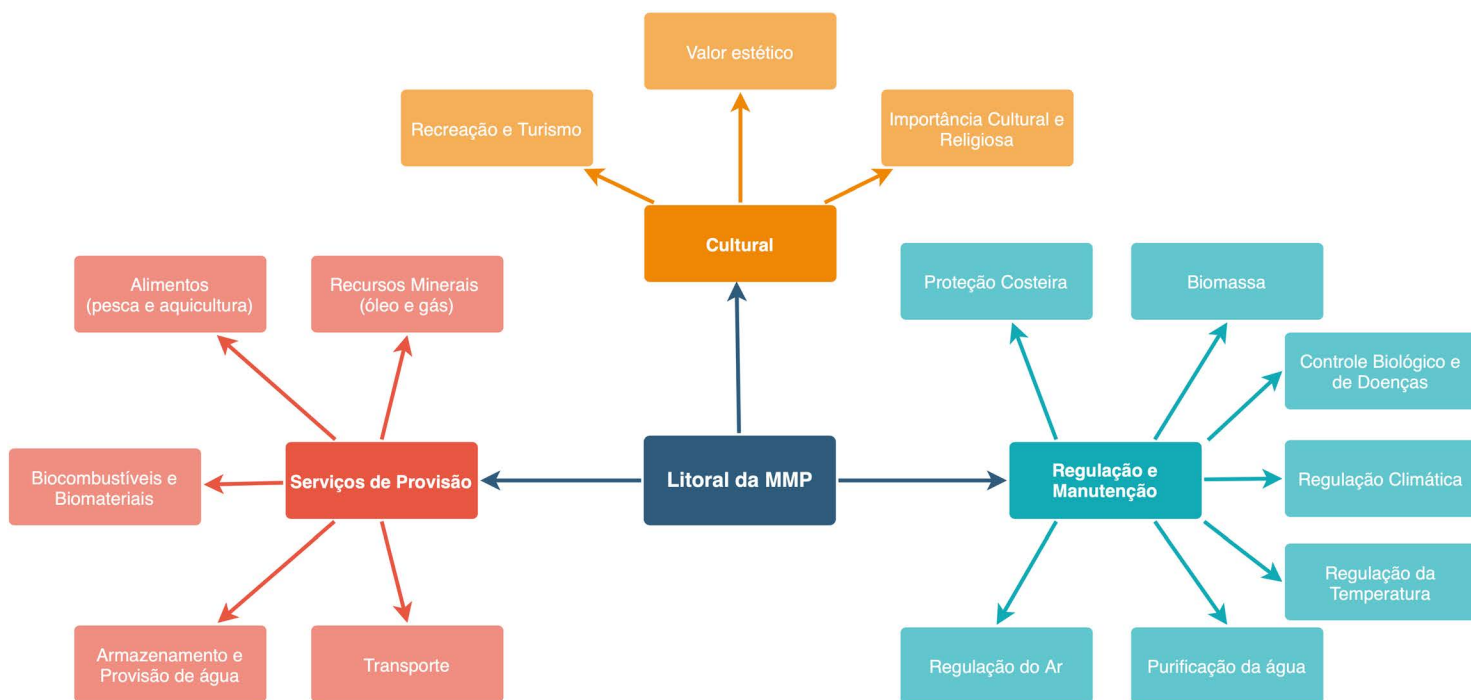 Valor estético
Recreação e Turismo
Importância Cultural e
Religiosa
Cultural
Alimentos
(pesca e aquicultura)
Recursos Minerais
(óleo e gás)
Proteção Costeira
Biomassa
Controle Biológico e
de Doenças
Biocombustíveis e
Biomateriais
Serviços de Provisão
Litoral da MMP
Regulação e
Manutenção
Regulação Climática
Regulação da
Temperatura
Armazenamento e
Provisão de água
Transporte
Regulação do Ar
Purificação da água